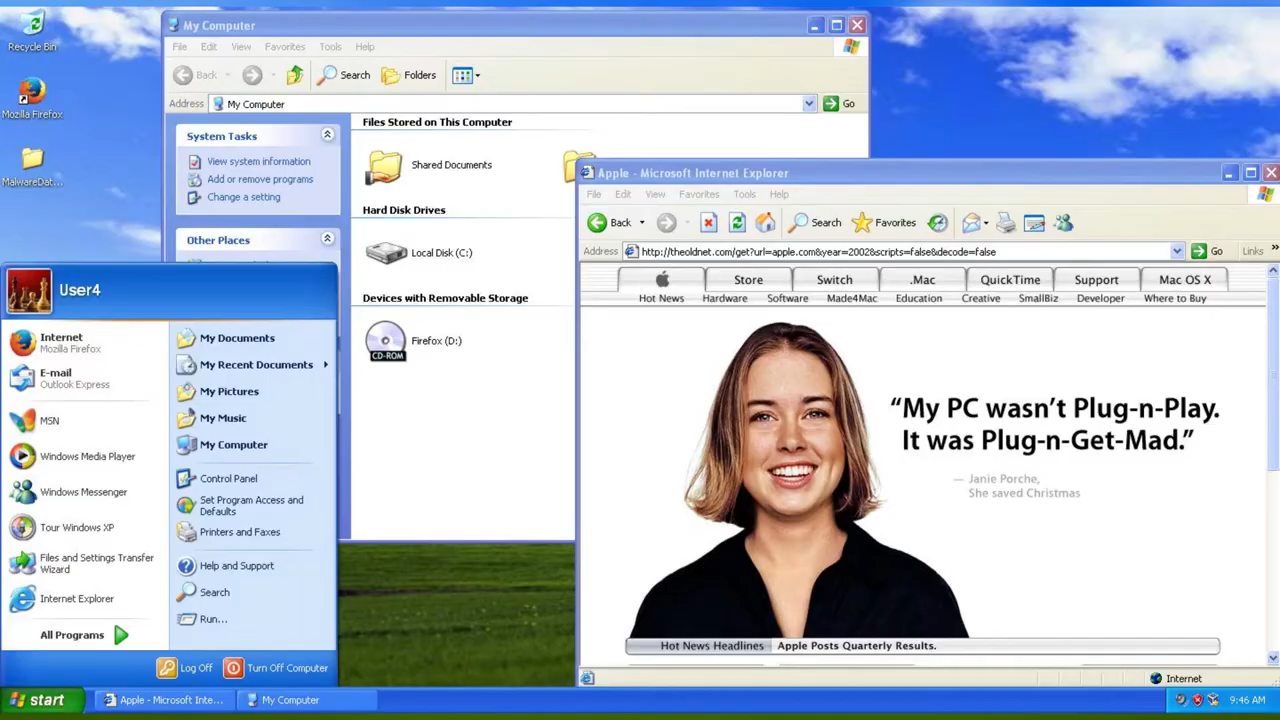 Recycle Bin
Mozilla Firefox
MalwareDat...
My Computer
File Edit View Favorites Tools Help
Back Search Folders
Address My Computer Go
System Tasks
View system information
Add or remove programs
Change a setting
Other Places
Files Stored on This Computer
Shared Documents
Hard Disk Drives
Local Disk (C:)
Devices with Removable Storage
CD-ROM
Firefox (D:)
Apple - Microsoft Internet Explorer
File Edit View Favorites Tools Help
Back Search Favorites
Address http://theoldnet.com/get?url=apple.com&year=2002&scripts=false&decode=false Go Links
Store Switch .Mac QuickTime Support Mac OS X
Hot News Hardware Software Made4Mac Education Creative SmallBiz Developer Where to Buy
“My PC wasn’t Plug-n-Play.
It was Plug-n-Get-Mad.”
— Janie Porche,
She saved Christmas
Hot News Headlines Apple Posts Quarterly Results.
Internet
User4
Internet
Mozilla Firefox
E-mail
Outlook Express
MSN
Windows Media Player
Windows Messenger
Tour Windows XP
Files and Settings Transfer
Wizard
Internet Explorer
All Programs
My Documents
My Recent Documents
My Pictures
My Music
My Computer
Control Panel
Set Program Access and
Defaults
Printers and Faxes
Help and Support
Search
Run...
Log Off Turn Off Computer
start Apple - Microsoft Inte... My Computer 9:46 AM